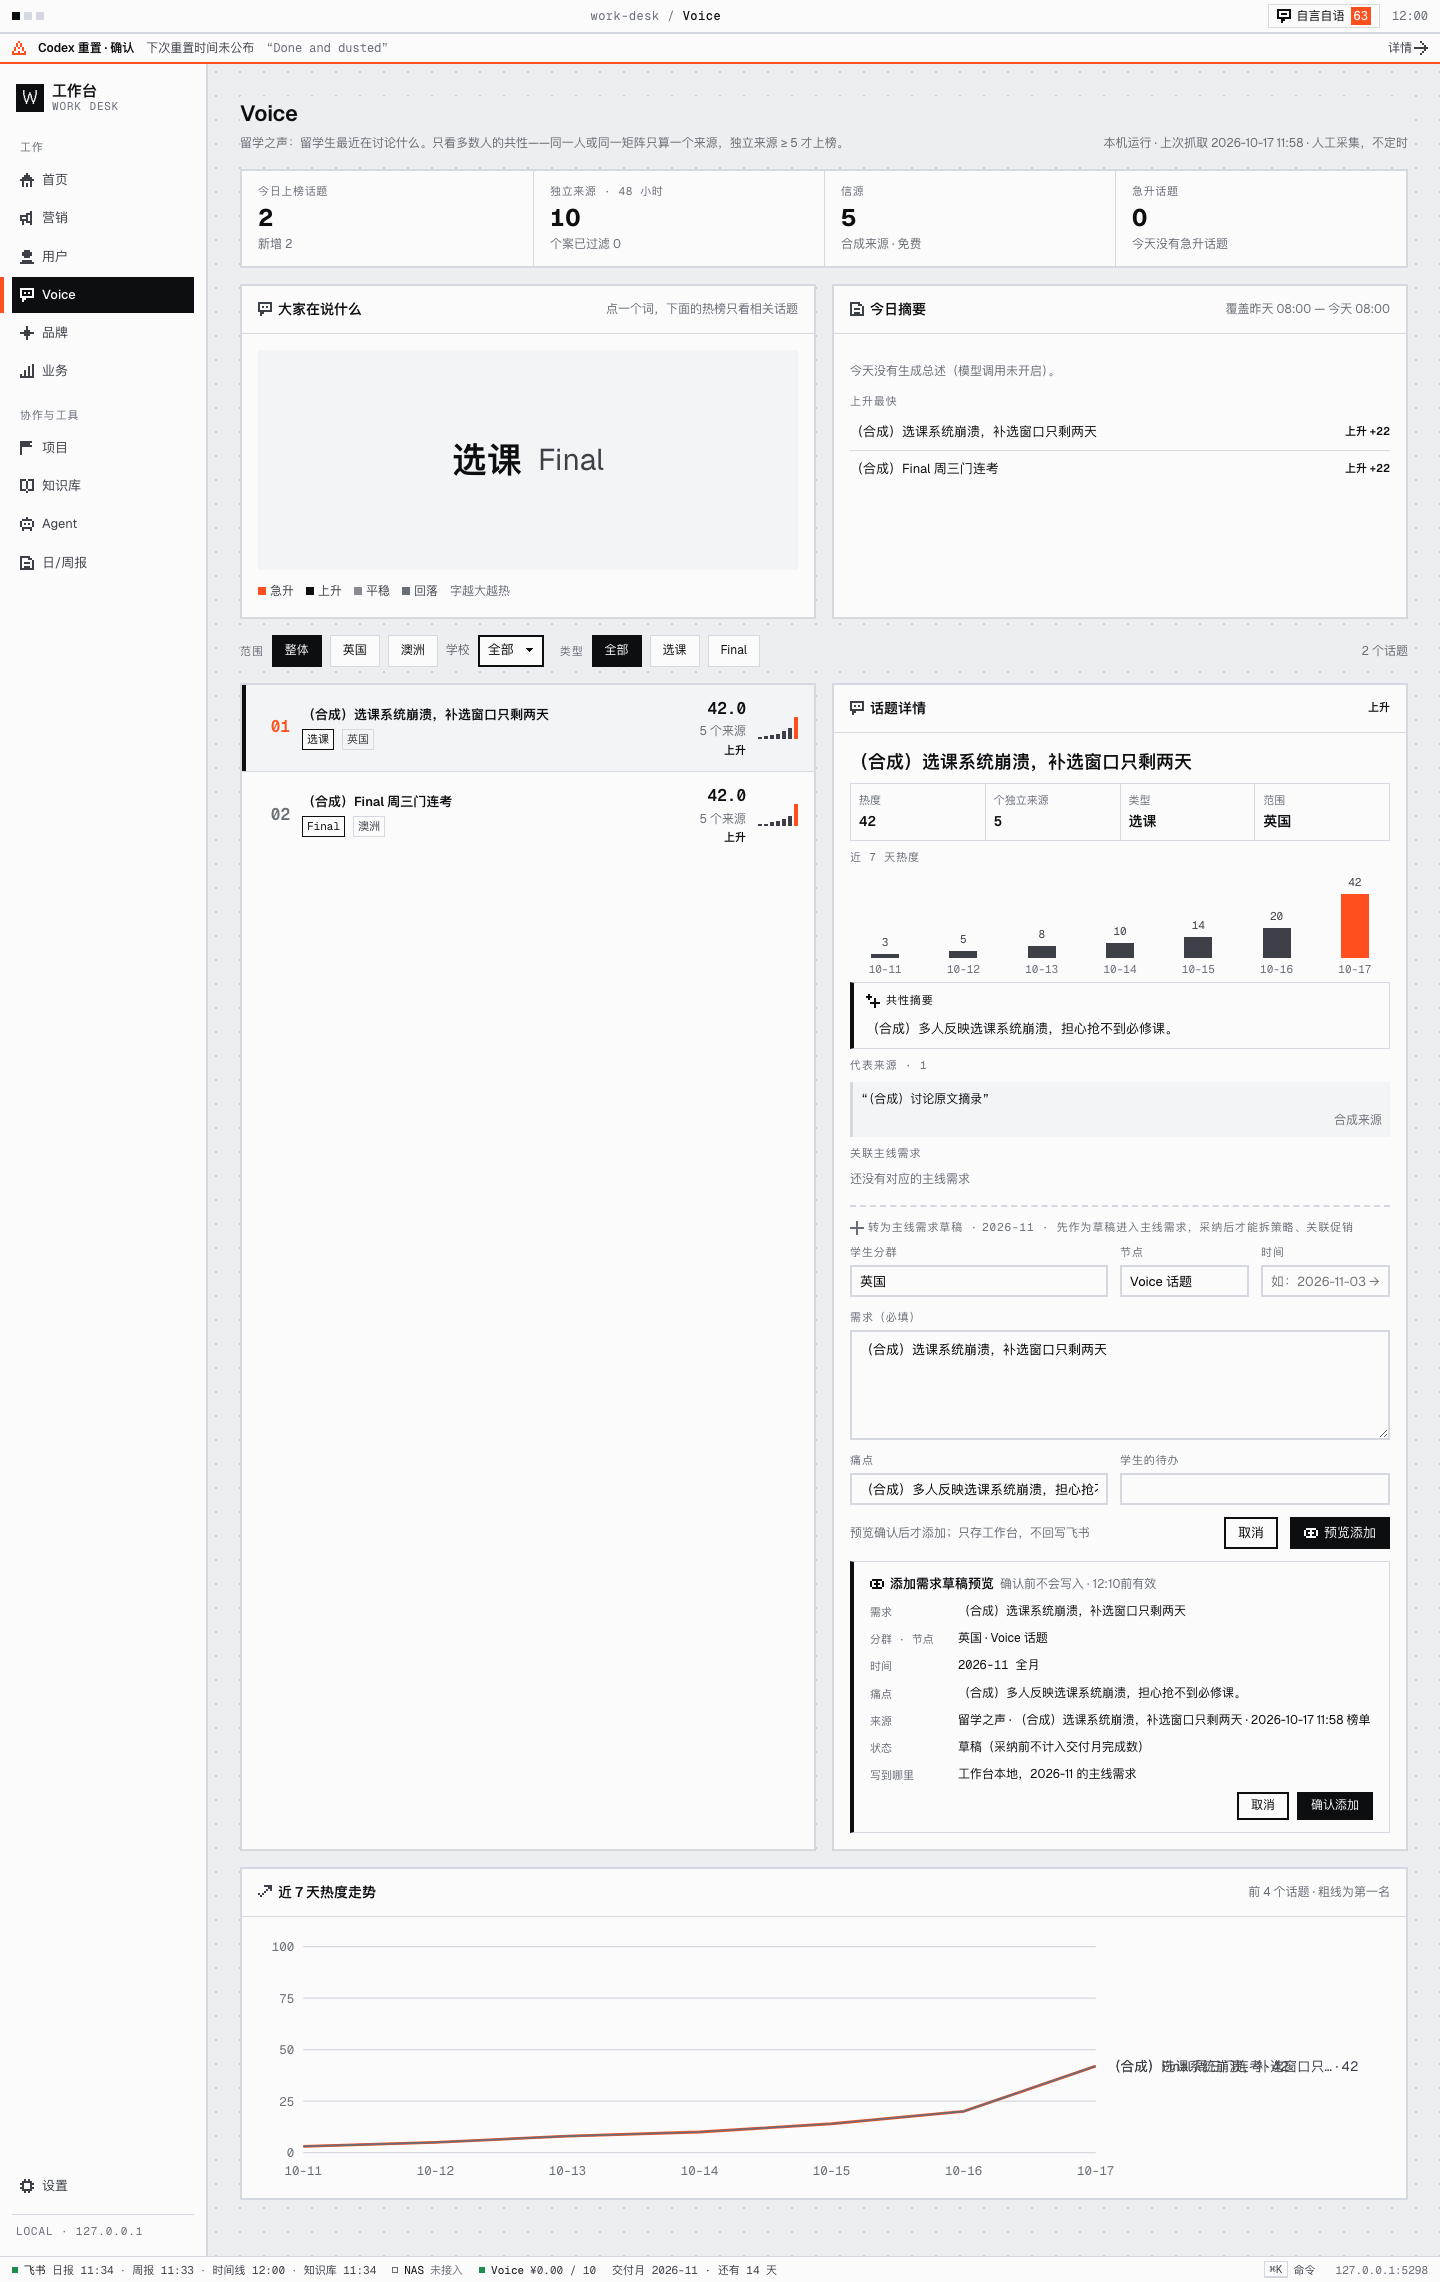 work-desk / Voice
自言自语 63
12:00
Codex 重置 · 确认 下次重置时间未公布 “Done and dusted”
详情
W 工作台
WORK DESK
工作
首页
营销
用户
Voice
品牌
业务
协作与工具
项目
知识库
Agent
日/周报
设置
LOCAL · 127.0.0.1
Voice
留学之声：留学生最近在讨论什么。只看多数人的共性——同一人或同一矩阵只算一个来源，独立来源 ≥ 5 才上榜。
本机运行 · 上次抓取 2026-10-17 11:58 · 人工采集，不定时
今日上榜话题
2
新增 2
独立来源 · 48 小时
10
个案已过滤 0
信源
5
合成来源 · 免费
急升话题
0
今天没有急升话题
大家在说什么
点一个词，下面的热榜只看相关话题
选课 Final
急升 上升 平稳 回落 字越大越热
今日摘要
覆盖昨天 08:00 — 今天 08:00
今天没有生成总述（模型调用未开启）。
上升最快
（合成）选课系统崩溃，补选窗口只剩两天
上升 +22
（合成）Final 周三门连考
上升 +22
范围 整体 英国 澳洲 学校 全部 类型 全部 选课 Final
2 个话题
01
（合成）选课系统崩溃，补选窗口只剩两天
选课 英国
42.0
5 个来源
上升
02
（合成）Final 周三门连考
Final 澳洲
42.0
5 个来源
上升
话题详情
上升
（合成）选课系统崩溃，补选窗口只剩两天
热度
42
个独立来源
5
类型
选课
范围
英国
近 7 天热度
3 5 8 10 14 20 42
10-11 10-12 10-13 10-14 10-15 10-16 10-17
共性摘要
（合成）多人反映选课系统崩溃，担心抢不到必修课。
代表来源 · 1
“（合成）讨论原文摘录”
合成来源
关联主线需求
还没有对应的主线需求
转为主线需求草稿 · 2026-11 · 先作为草稿进入主线需求，采纳后才能拆策略、关联促销
学生分群 节点 时间
英国 Voice 话题 如：2026-11-03 →
需求（必填）
（合成）选课系统崩溃，补选窗口只剩两天
痛点 学生的待办
（合成）多人反映选课系统崩溃，担心抢
预览确认后才添加；只存工作台，不回写飞书
取消 预览添加
添加需求草稿预览 确认前不会写入 · 12:10前有效
需求 （合成）选课系统崩溃，补选窗口只剩两天
分群 · 节点 英国 · Voice 话题
时间 2026-11 全月
痛点 （合成）多人反映选课系统崩溃，担心抢不到必修课。
来源 留学之声 · （合成）选课系统崩溃，补选窗口只剩两天 · 2026-10-17 11:58 榜单
状态 草稿（采纳前不计入交付月完成数）
写到哪里 工作台本地，2026-11 的主线需求
取消 确认添加
近 7 天热度走势
前 4 个话题 · 粗线为第一名
100
75
50
25
0
（合成） 窗口只... · 42
10-11 10-12 10-13 10-14 10-15 10-16 10-17
飞书 日报 11:34 · 周报 11:33 · 时间线 12:00 · 知识库 11:34 NAS 未接入 Voice ¥0.00 / 10 交付月 2026-11 · 还有 14 天
⌘K 命令 127.0.0.1:5298